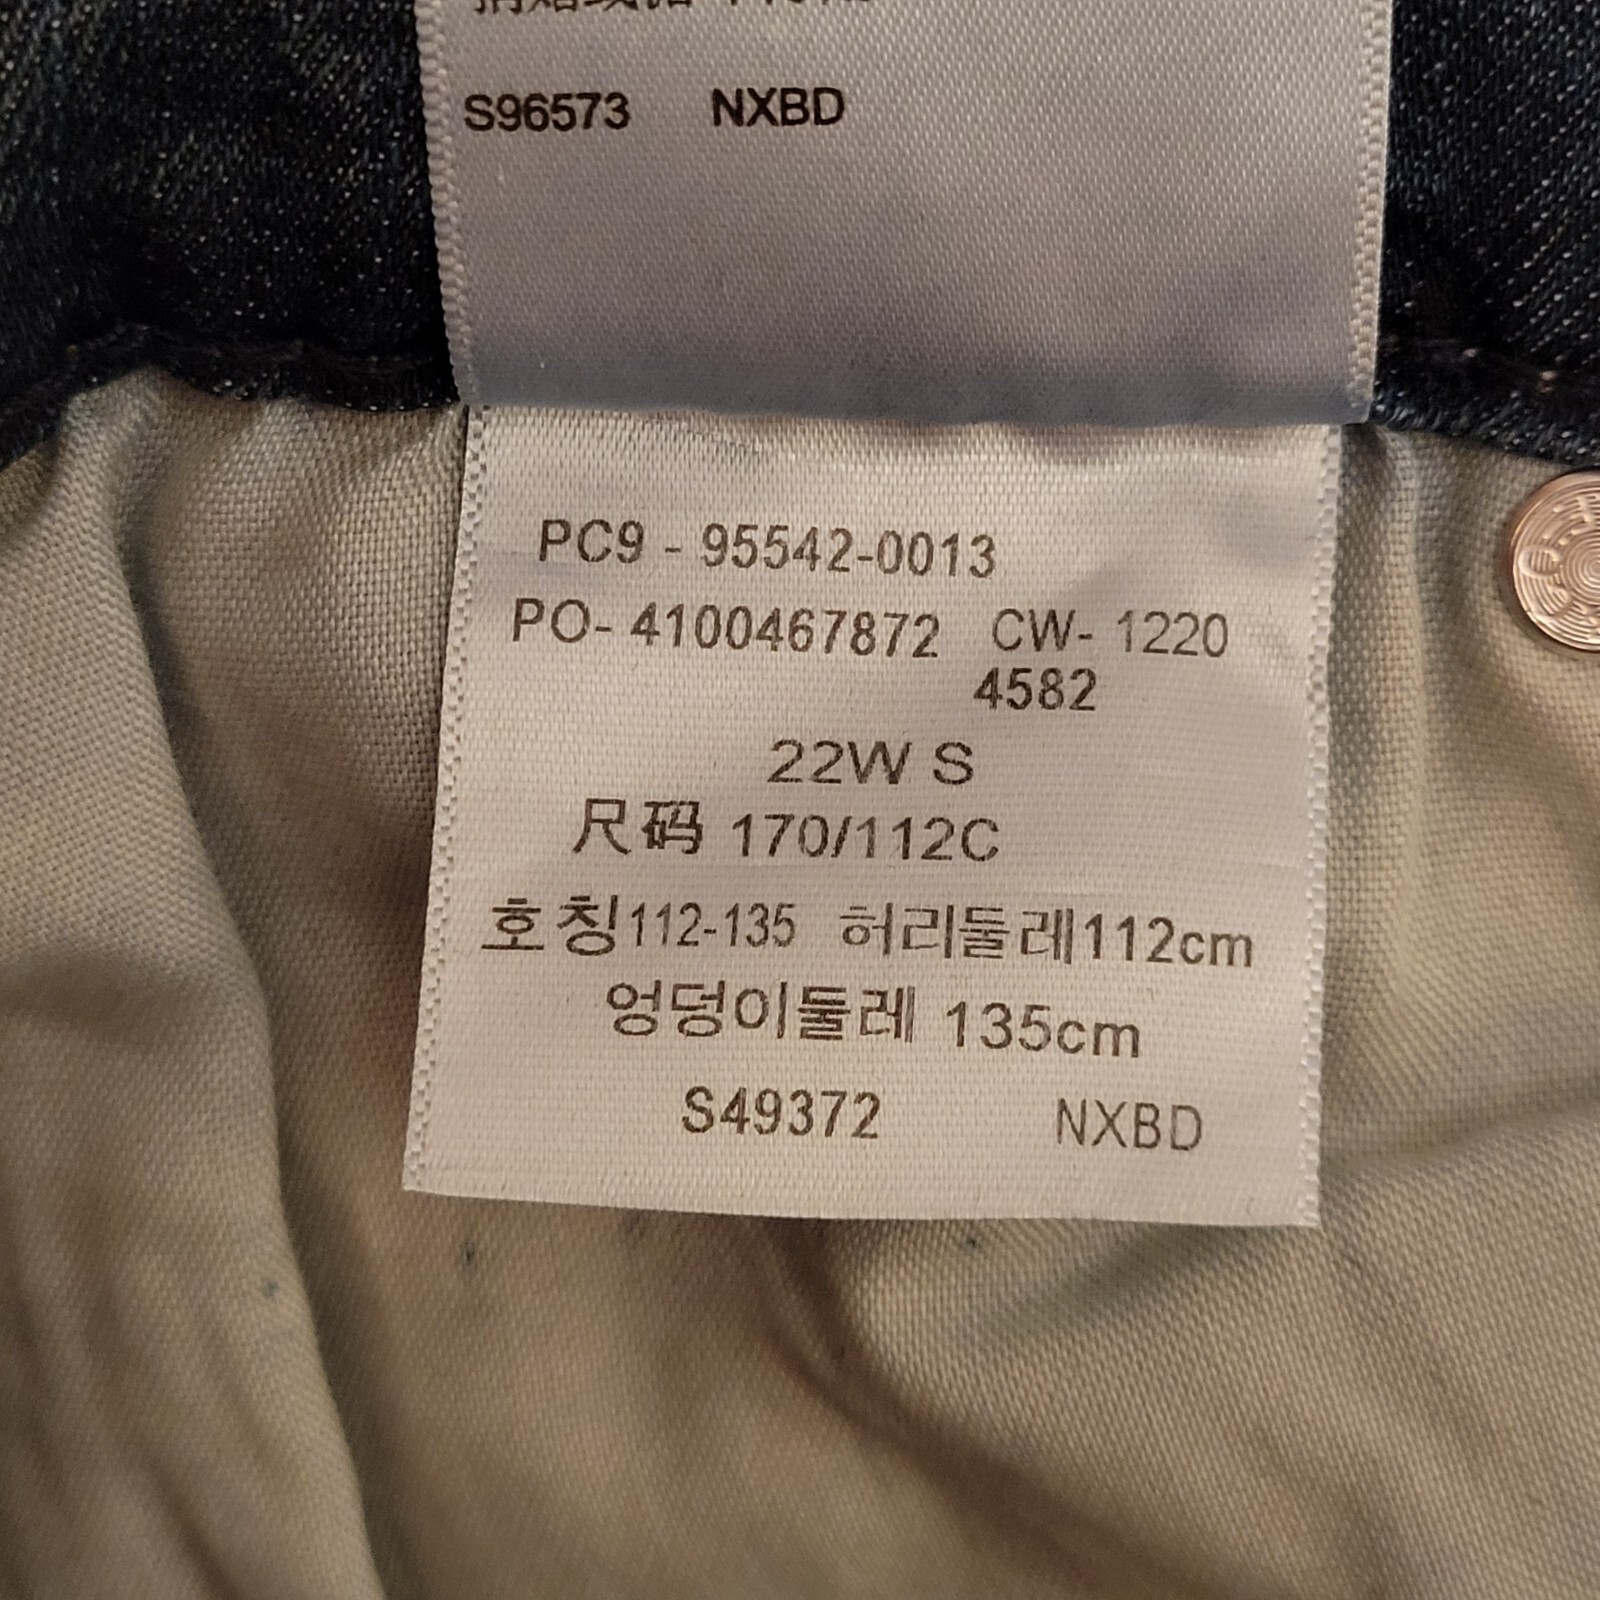 S96573 NXBD
PC9 - 95542-0013
PO- 4100467872 CW- 1220
4582
22W S
尺码 170/112C
호칭112-135 허리둘레112cm
엉덩이둘레 135cm
S49372 NXBD